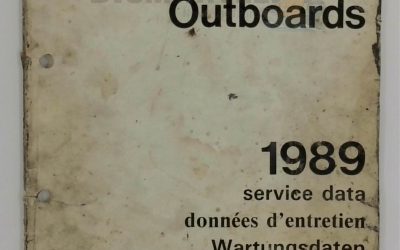 Outboards
1989
service data
données d'entretien
Wartungsdaten